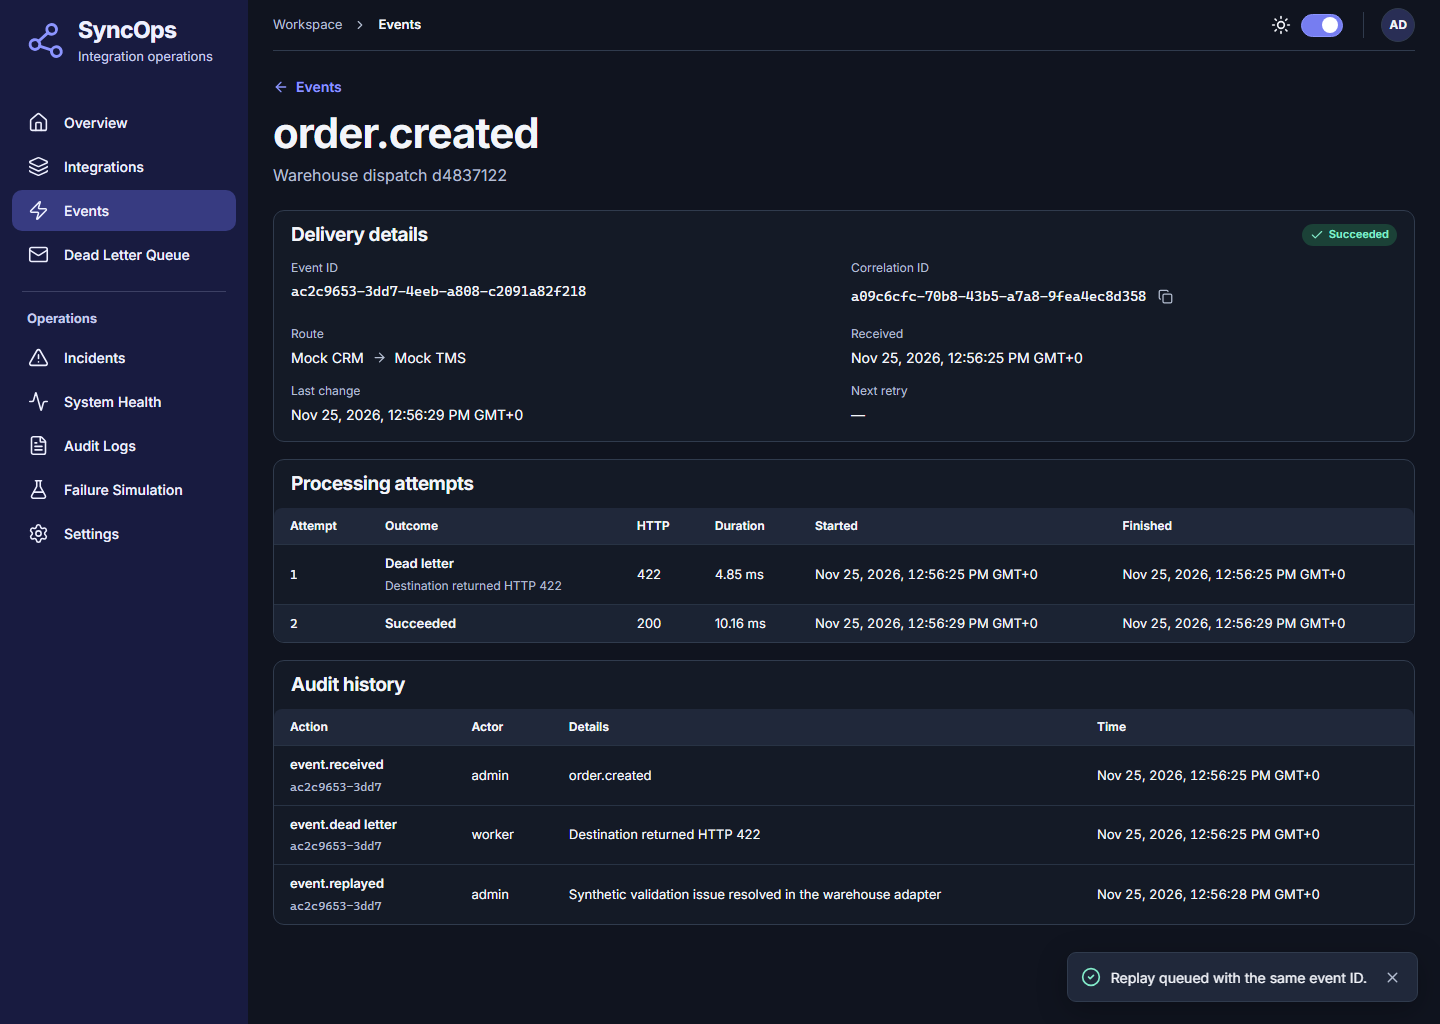 SyncOps
Integration operations
Overview
Integrations
Events
Dead Letter Queue
Operations
Incidents
System Health
Audit Logs
Failure Simulation
Settings
Workspace Events
AD
Events
order.created
Warehouse dispatch d4837122
Delivery details
Succeeded
Event ID
ac2c9653-3dd7-4eeb-a808-c2091a82f218
Correlation ID
a09c6cfc-70b8-43b5-a7a8-9fea4ec8d358
Route
Mock CRM → Mock TMS
Received
Nov 25, 2026, 12:56:25 PM GMT+0
Last change
Nov 25, 2026, 12:56:29 PM GMT+0
Next retry
—
Processing attempts
Attempt Outcome HTTP Duration Started Finished
1 Dead letter 422 4.85 ms Nov 25, 2026, 12:56:25 PM GMT+0 Nov 25, 2026, 12:56:25 PM GMT+0
Destination returned HTTP 422
2 Succeeded 200 10.16 ms Nov 25, 2026, 12:56:29 PM GMT+0 Nov 25, 2026, 12:56:29 PM GMT+0
Audit history
Action Actor Details Time
event.received admin order.created Nov 25, 2026, 12:56:25 PM GMT+0
ac2c9653-3dd7
event.dead letter worker Destination returned HTTP 422 Nov 25, 2026, 12:56:25 PM GMT+0
ac2c9653-3dd7
event.replayed admin Synthetic validation issue resolved in the warehouse adapter Nov 25, 2026, 12:56:28 PM GMT+0
ac2c9653-3dd7
Replay queued with the same event ID.